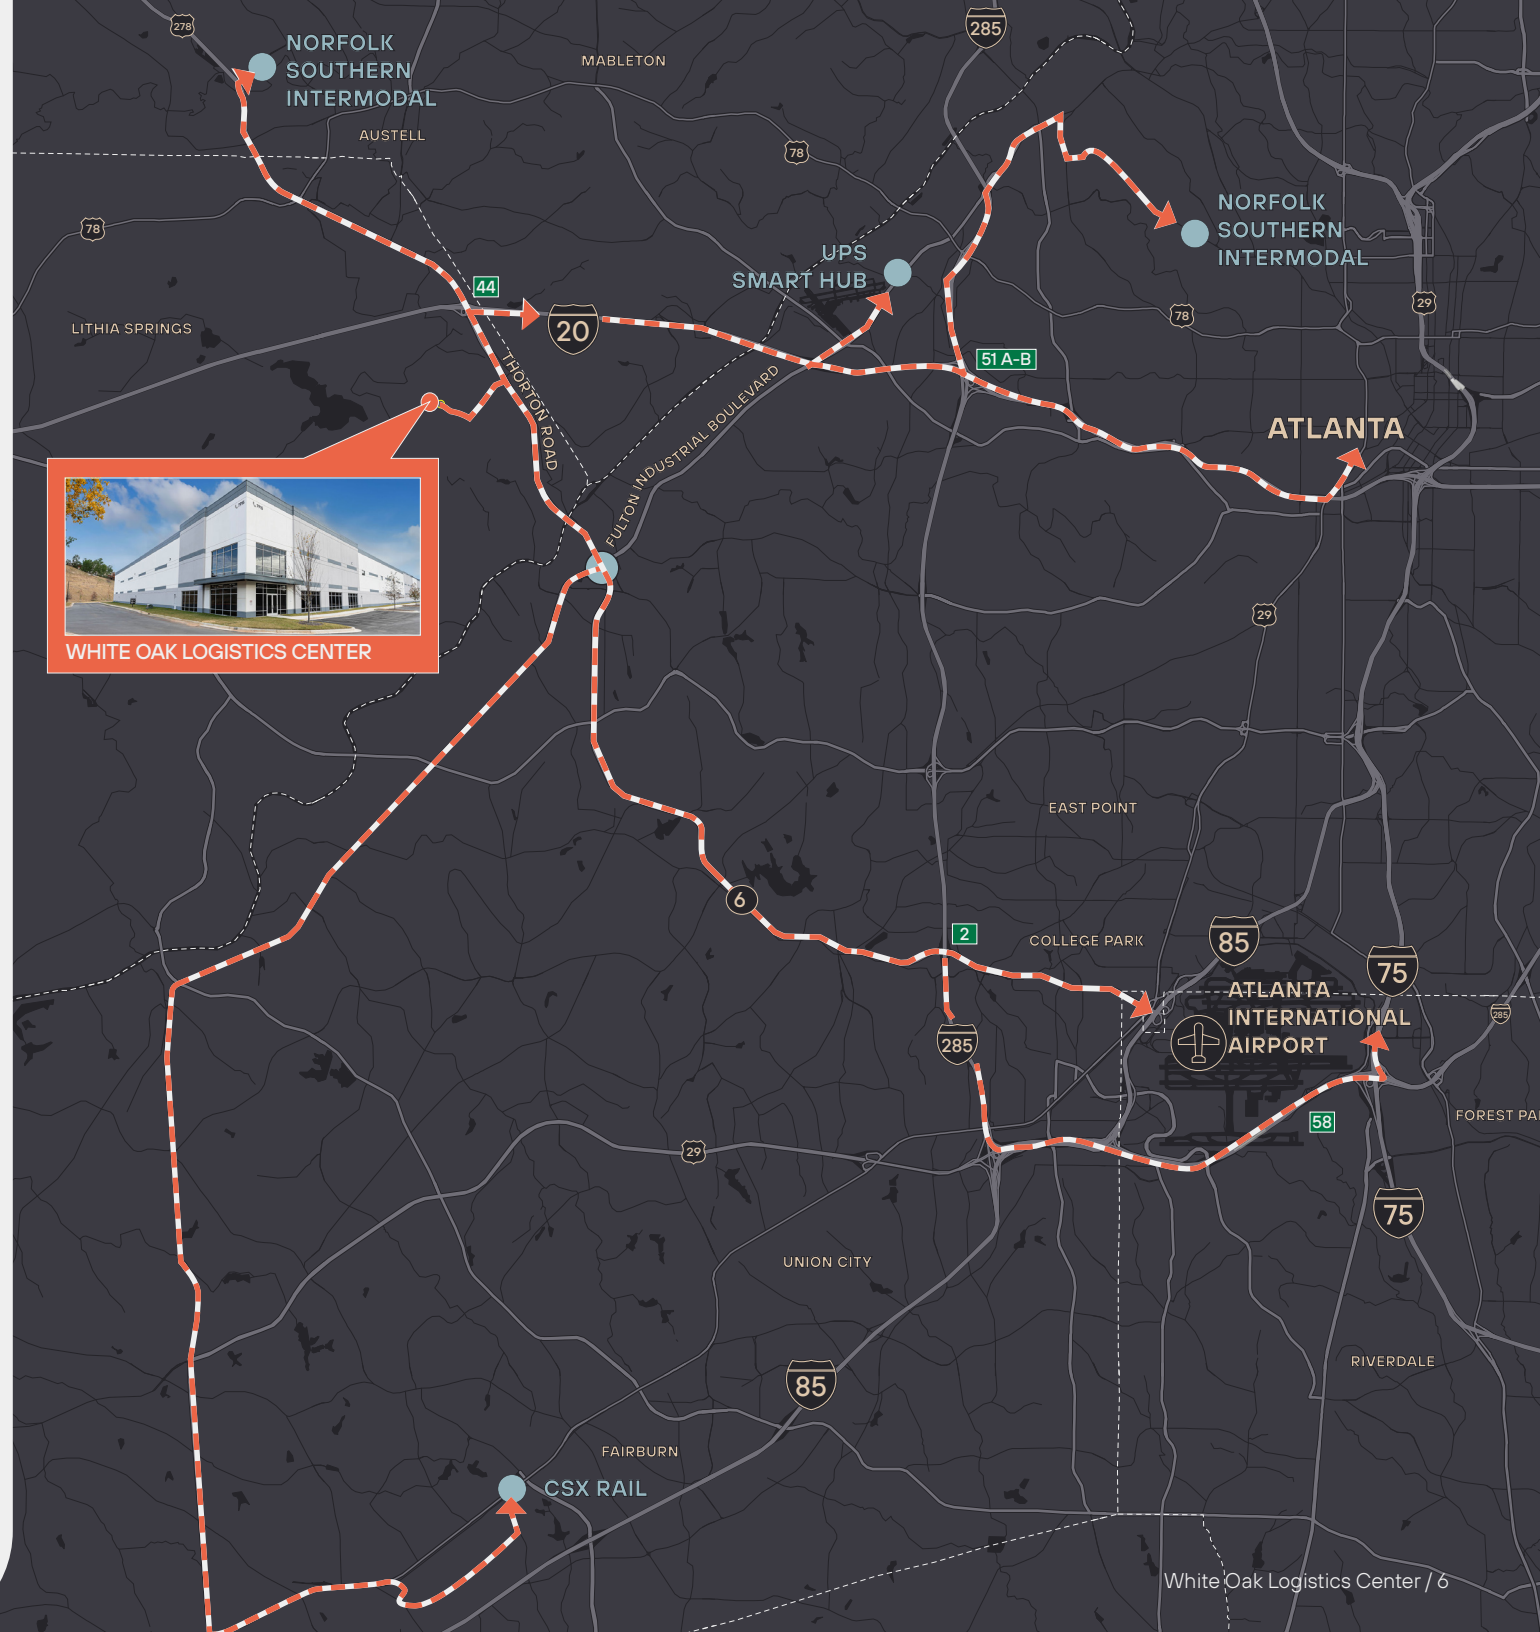 278
NORFOLK
SOUTHERN
INTERMODAL
285
MABLETON
AUSTELL
78
78
NORFOLK
SOUTHERN
INTERMODAL
UPS
SMART HUB
44
LITHIA SPRINGS
20
78
29
51 A-B
THORTON ROAD
FULTON INDUSTRIAL BOULEVARD
ATLANTA
WHITE OAK LOGISTICS CENTER
29
EAST POINT
6
2
COLLEGE PARK
85
75
ATLANTA
INTERNATIONAL
AIRPORT
285
285
58
FOREST PA
29
75
UNION CITY
85
RIVERDALE
FAIRBURN
CSX RAIL
White Oak Logistics Center / 6